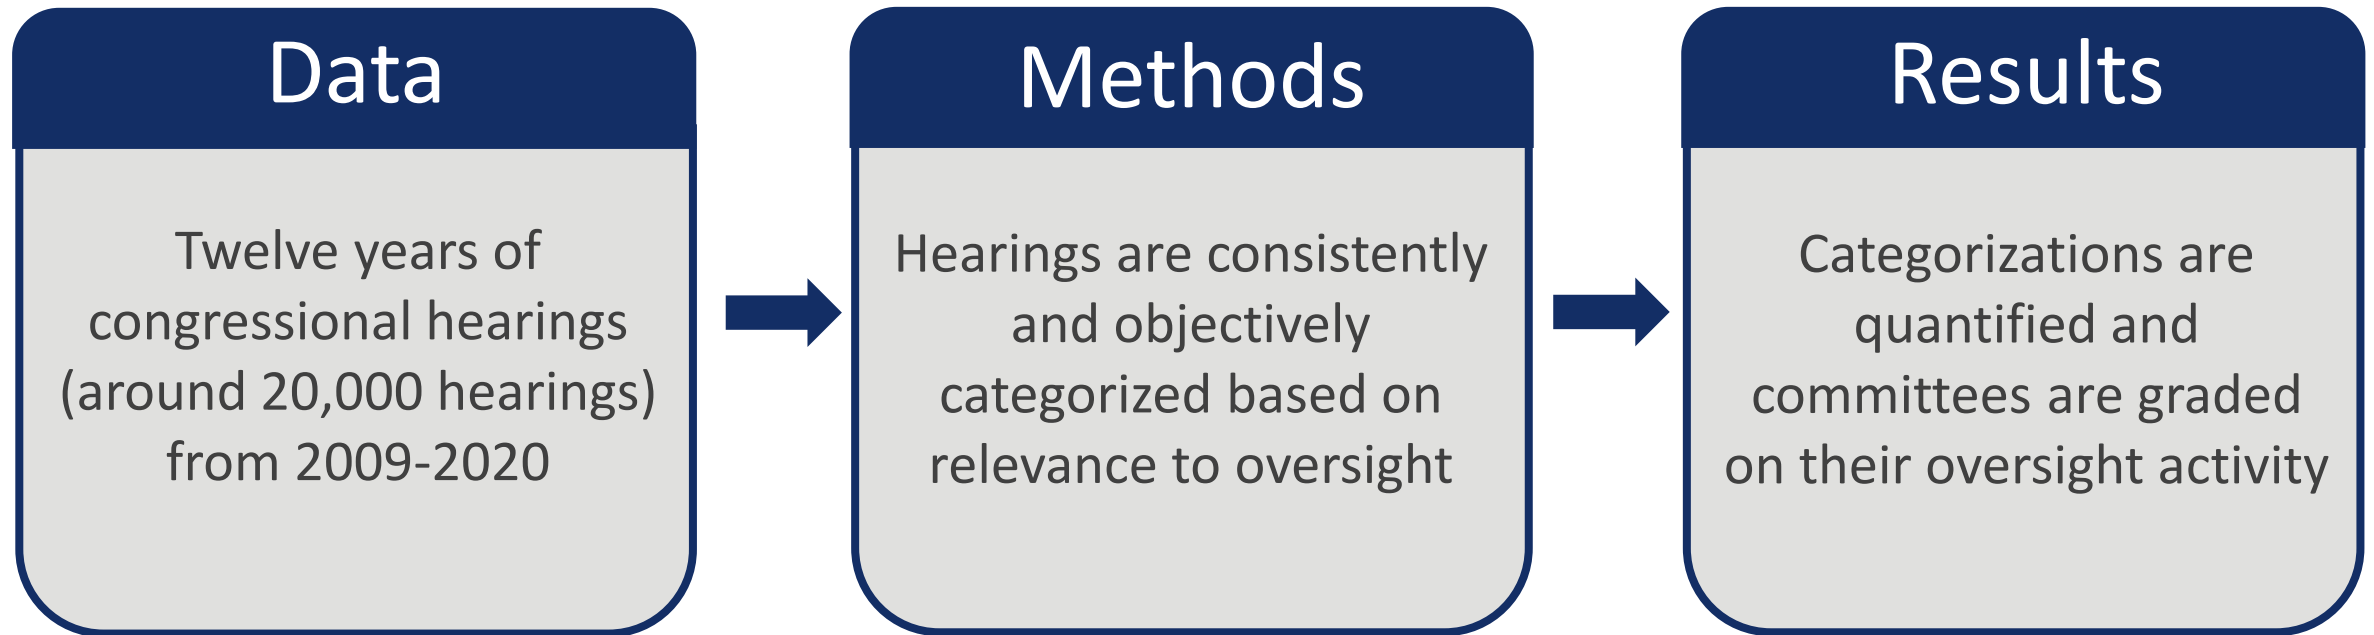 Data
Twelve years of
congressional hearings
(around 20,000 hearings)
from 2009-2020
Methods
Hearings are consistently
and objectively
categorized based on
relevance to oversight
Results
Categorizations are
quantified and
committees are graded
on their oversight activity